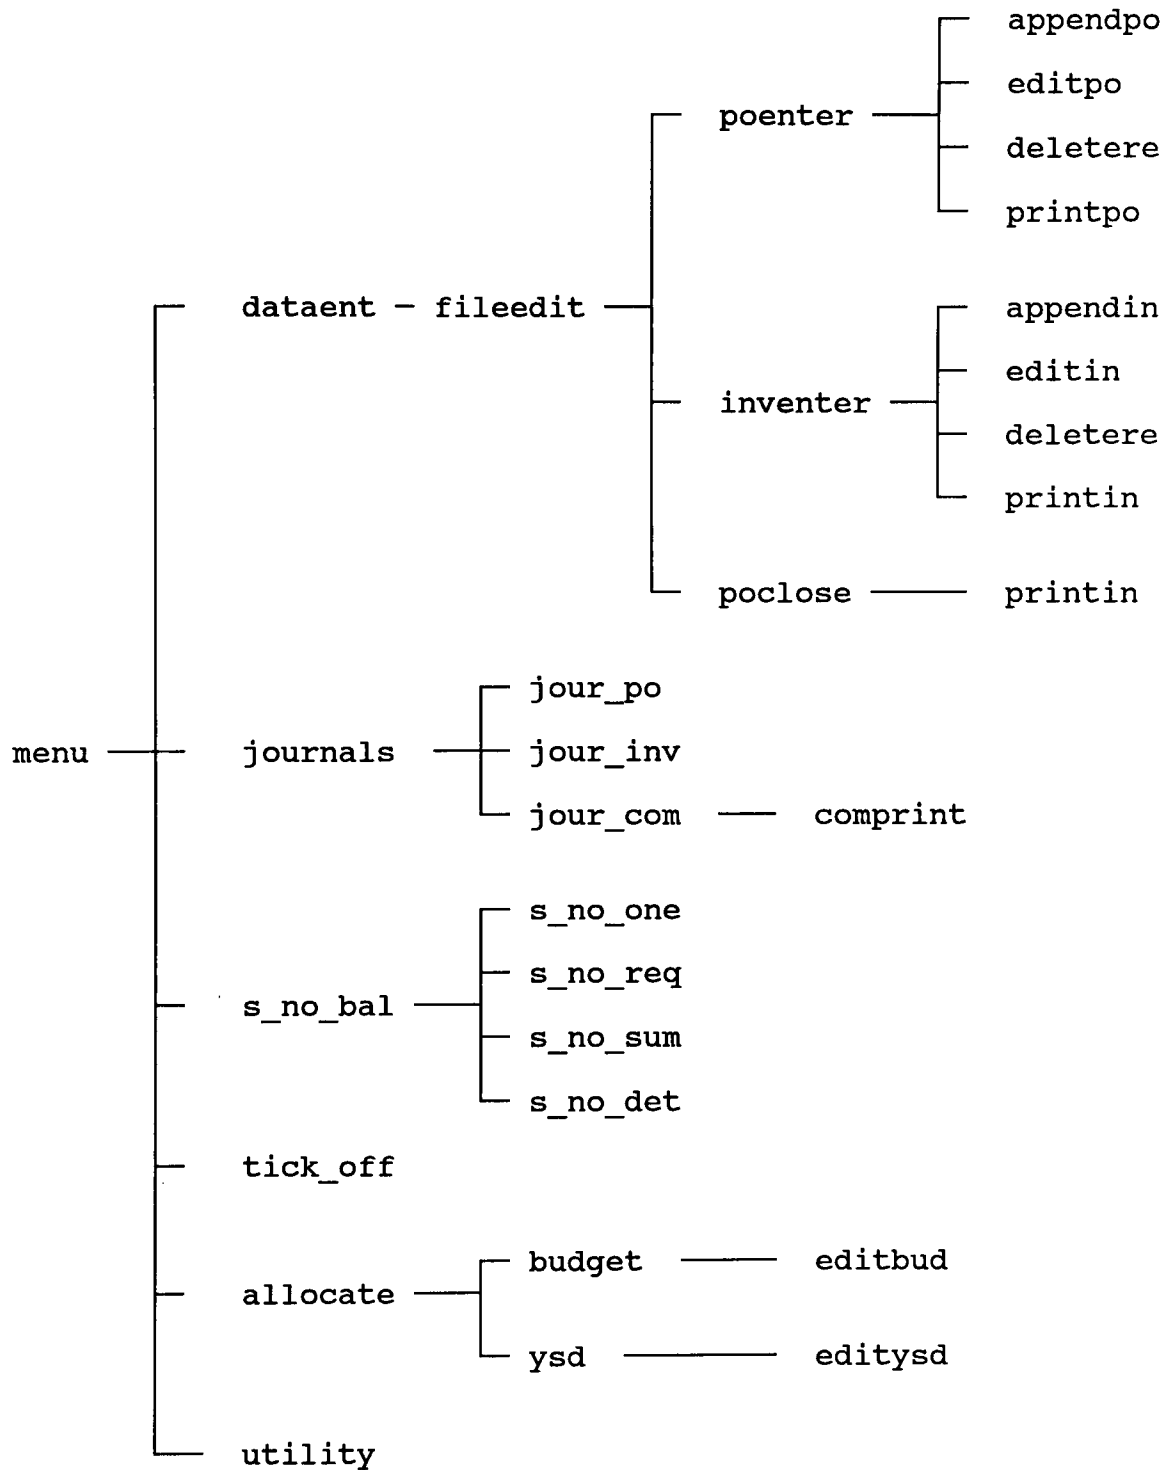 appendpo
editpo
poenter
deletere
printpo
dataent fileedit
appendin
editin
inventer
deletere
printin
poclose printin
jour_po
menu journals jour_inv
jour_com comprint
s_no_one
s_no_req
s_no_bal
s_no_sum
s_no_det
tick_off
budget editbud
allocate
ysd editysd
utility